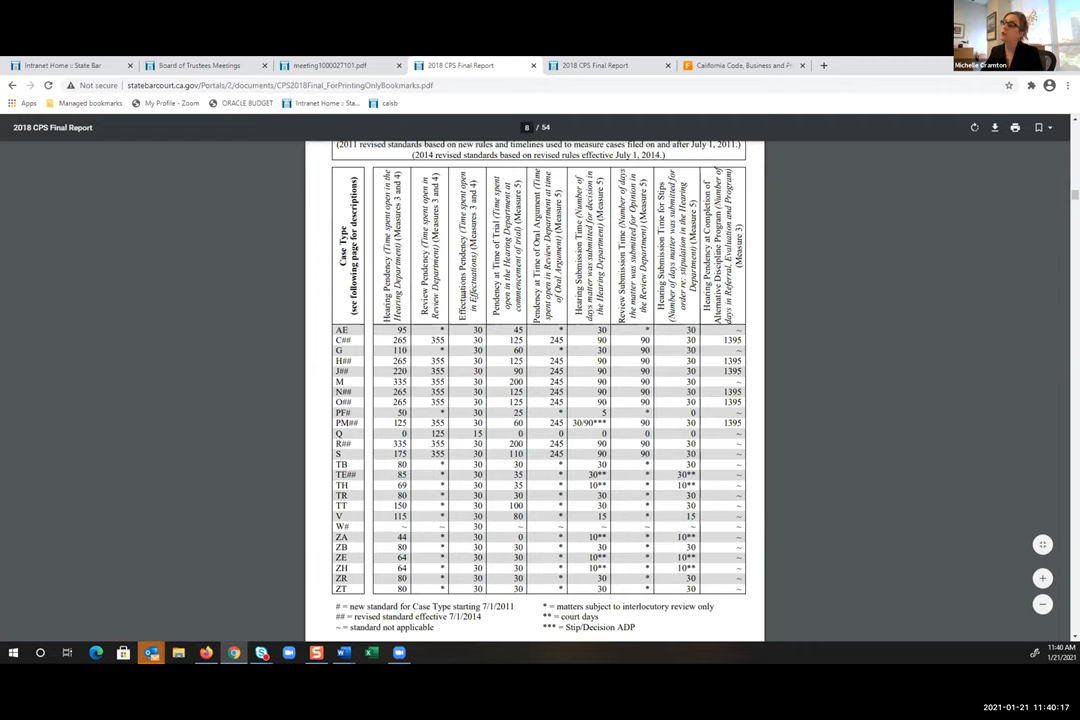 Michelle Cramton
Intranet Home :: State Bar
Board of Trustees Meetings
meeting1000027101.pdf
2018 CPS Final Report
2018 CPS Final Report
California Code, Business and Pr
Not secure | statebarcourt.ca.gov/Portals/2/documents/CPS2018Final_ForPrintingOnlyBookmarks.pdf
Apps Managed bookmarks My Profile - Zoom ORACLE BUDGET Intranet Home :: Sta... calsb
2018 CPS Final Report
8 / 54
(2011 revised standards based on new rules and timelines used to measure cases filed on and after July 1, 2011.)
(2014 revised standards based on revised rules effective July 1, 2014.)
Case Type
(see following page for descriptions)
Hearing Pendency (Time spent open in the
Hearing Department) (Measures 3 and 4)
Review Pendency (Time spent open in
Review Department) (Measures 3 and 4)
Effectuations Pendency (Time spent open
in Effectuations) (Measures 3 and 4)
Pendency at Time of Trial (Time spent
open in the Hearing Department at
commencement of trial) (Measure 5)
Pendency at Time of Oral Argument (Time
spent open in Review Department at time
of Oral Argument) (Measure 5)
Hearing Submission Time (Number of
days matter was submitted for decision in
the Hearing Department) (Measure 5)
Review Submission Time (Number of days
the matter was submitted for Opinion in
the Review Department) (Measure 5)
Hearing Submission Time for Stips
(Number of days matter was submitted for
order re: stipulation in the Hearing
Department) (Measure 5)
Hearing Pendency at Completion of
Alternative Discipline Program (Number of
days in Referral, Evaluation and Program)
(Measure 3)
AE 95 * 30 45 * 30 * 30 ~
C## 265 355 30 125 245 90 90 30 1395
G 110 * 30 60 * 30 90 30 ~
H## 265 355 30 125 245 90 90 30 1395
J## 220 355 30 90 245 90 90 30 1395
M 335 355 30 200 245 90 90 30 ~
N## 265 355 30 125 245 90 90 30 1395
O## 265 355 30 125 245 90 90 30 1395
PF# 50 * 30 25 * 5 * 0 ~
PM## 125 355 30 60 245 30/90*** 90 30 1395
Q 0 125 15 0 0 0 0 0 ~
R## 335 355 30 200 245 90 90 30 ~
S 175 355 30 110 245 90 90 30 ~
TB 80 * 30 30 * 30 * 30 ~
TE## 85 * 30 35 * 30** * 30** ~
TH 69 * 30 35 * 10** * 10** ~
TR 80 * 30 30 * 30 * 30 ~
TT 150 * 30 100 * 30 * 30 ~
V 115 * 30 80 * 15 * 15 ~
W# ~ ~ 30 ~ ~ ~ ~ ~ ~
ZA 44 * 30 0 * 10** * 10** ~
ZB 80 * 30 30 * 30 * 30 ~
ZE 64 * 30 30 * 10** * 10** ~
ZH 64 * 30 30 * 10** * 10** ~
ZR 80 * 30 30 * 30 * 30 ~
ZT 80 * 30 30 * 30 * 30 ~
# = new standard for Case Type starting 7/1/2011 * = matters subject to interlocutory review only
## = revised standard effective 7/1/2014 ** = court days
~ = standard not applicable *** = Stip/Decision ADP
11:40 AM
1/21/2021
2021-01-21 11:40:17